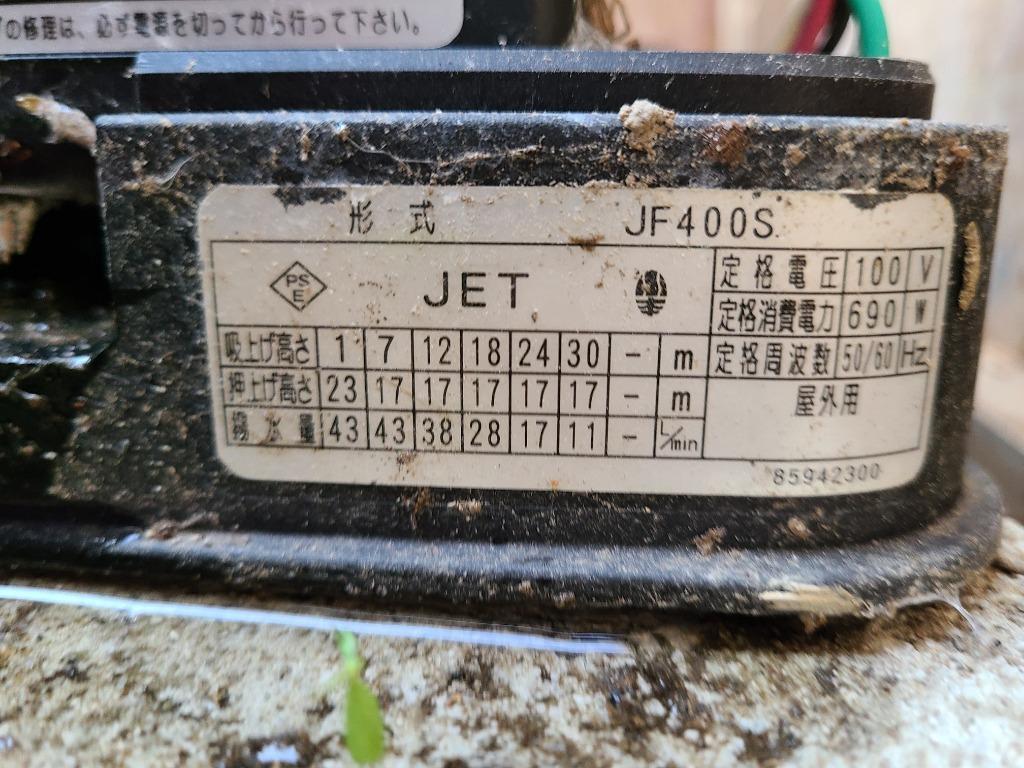 の修理は、必ず電源を切ってから行って下さい。
形式 JF400S
PS
E
JET
定格電圧 100 V
定格消費電力 690 W
吸上げ高さ 1 7 12 18 24 30 - m
定格周波数 50/60 Hz
押上げ高さ 23 17 17 17 17 17 - m
屋外用
揚水量 43 43 38 28 17 11 - L/min
85942300